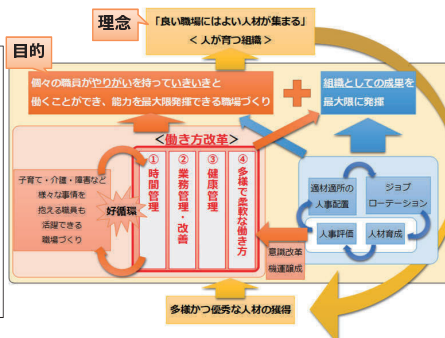 理念
「良い職場にはよい人材が集まる」
＜ 人が育つ組織 ＞
目的
個々の職員がやりがいを持っていきいきと
働くことができ、能力を最大限発揮できる職場づくり
組織としての成果を
最大限に発揮
＜働き方改革＞
①時間管理
②業務管理・改善
③健康管理
④多様で柔軟な働き方
子育て・介護・障害など
様々な事情を
抱える職員も
活躍できる
職場づくり
好循環
適材適所の
人事配置
ジョブ
ローテーション
人事評価
人材育成
意識改革
機運醸成
多様かつ優秀な人材の獲得